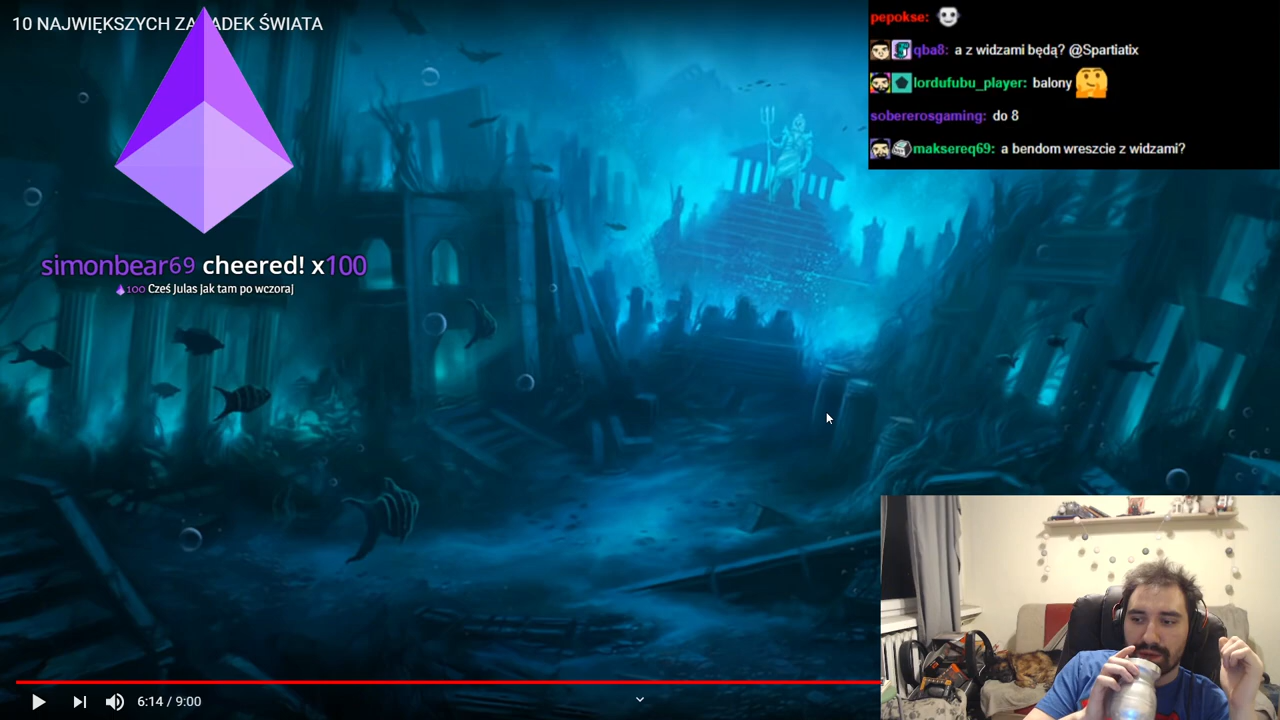 10 NAJWIĘKSZYCH ZA ADEK ŚWIATA
pepokse:
qba8: a z widzami będą? @Spartiatix
lordufubu_player: balony
sobererosgaming: do 8
maksereq69: a bendom wreszcie z widzami?
simonbear69 cheered! x100
100 Cześ Julas jak tam po wczoraj
6:14 / 9:00